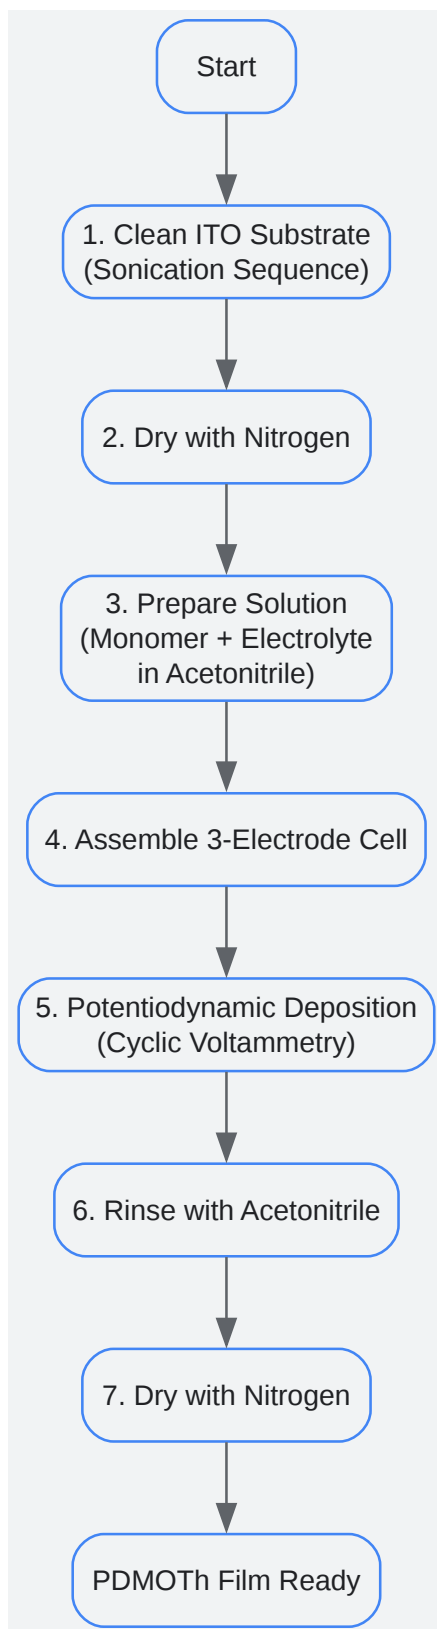 Start
1. Clean ITO Substrate
(Sonication Sequence)
2. Dry with Nitrogen
3. Prepare Solution
(Monomer + Electrolyte
in Acetonitrile)
4. Assemble 3-Electrode Cell
5. Potentiodynamic Deposition
(Cyclic Voltammetry)
6. Rinse with Acetonitrile
7. Dry with Nitrogen
PDMOTh Film Ready